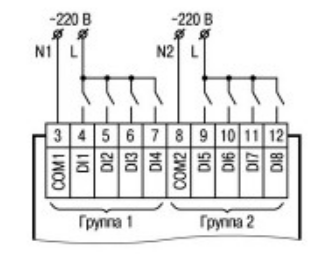 ~220 В ~220 В
N1 L N2 L
3 4 5 6 7 8 9 10 11 12
COM1 DI1 DI2 DI3 DI4 COM2 DI5 DI6 DI7 DI8
Группа 1 Группа 2